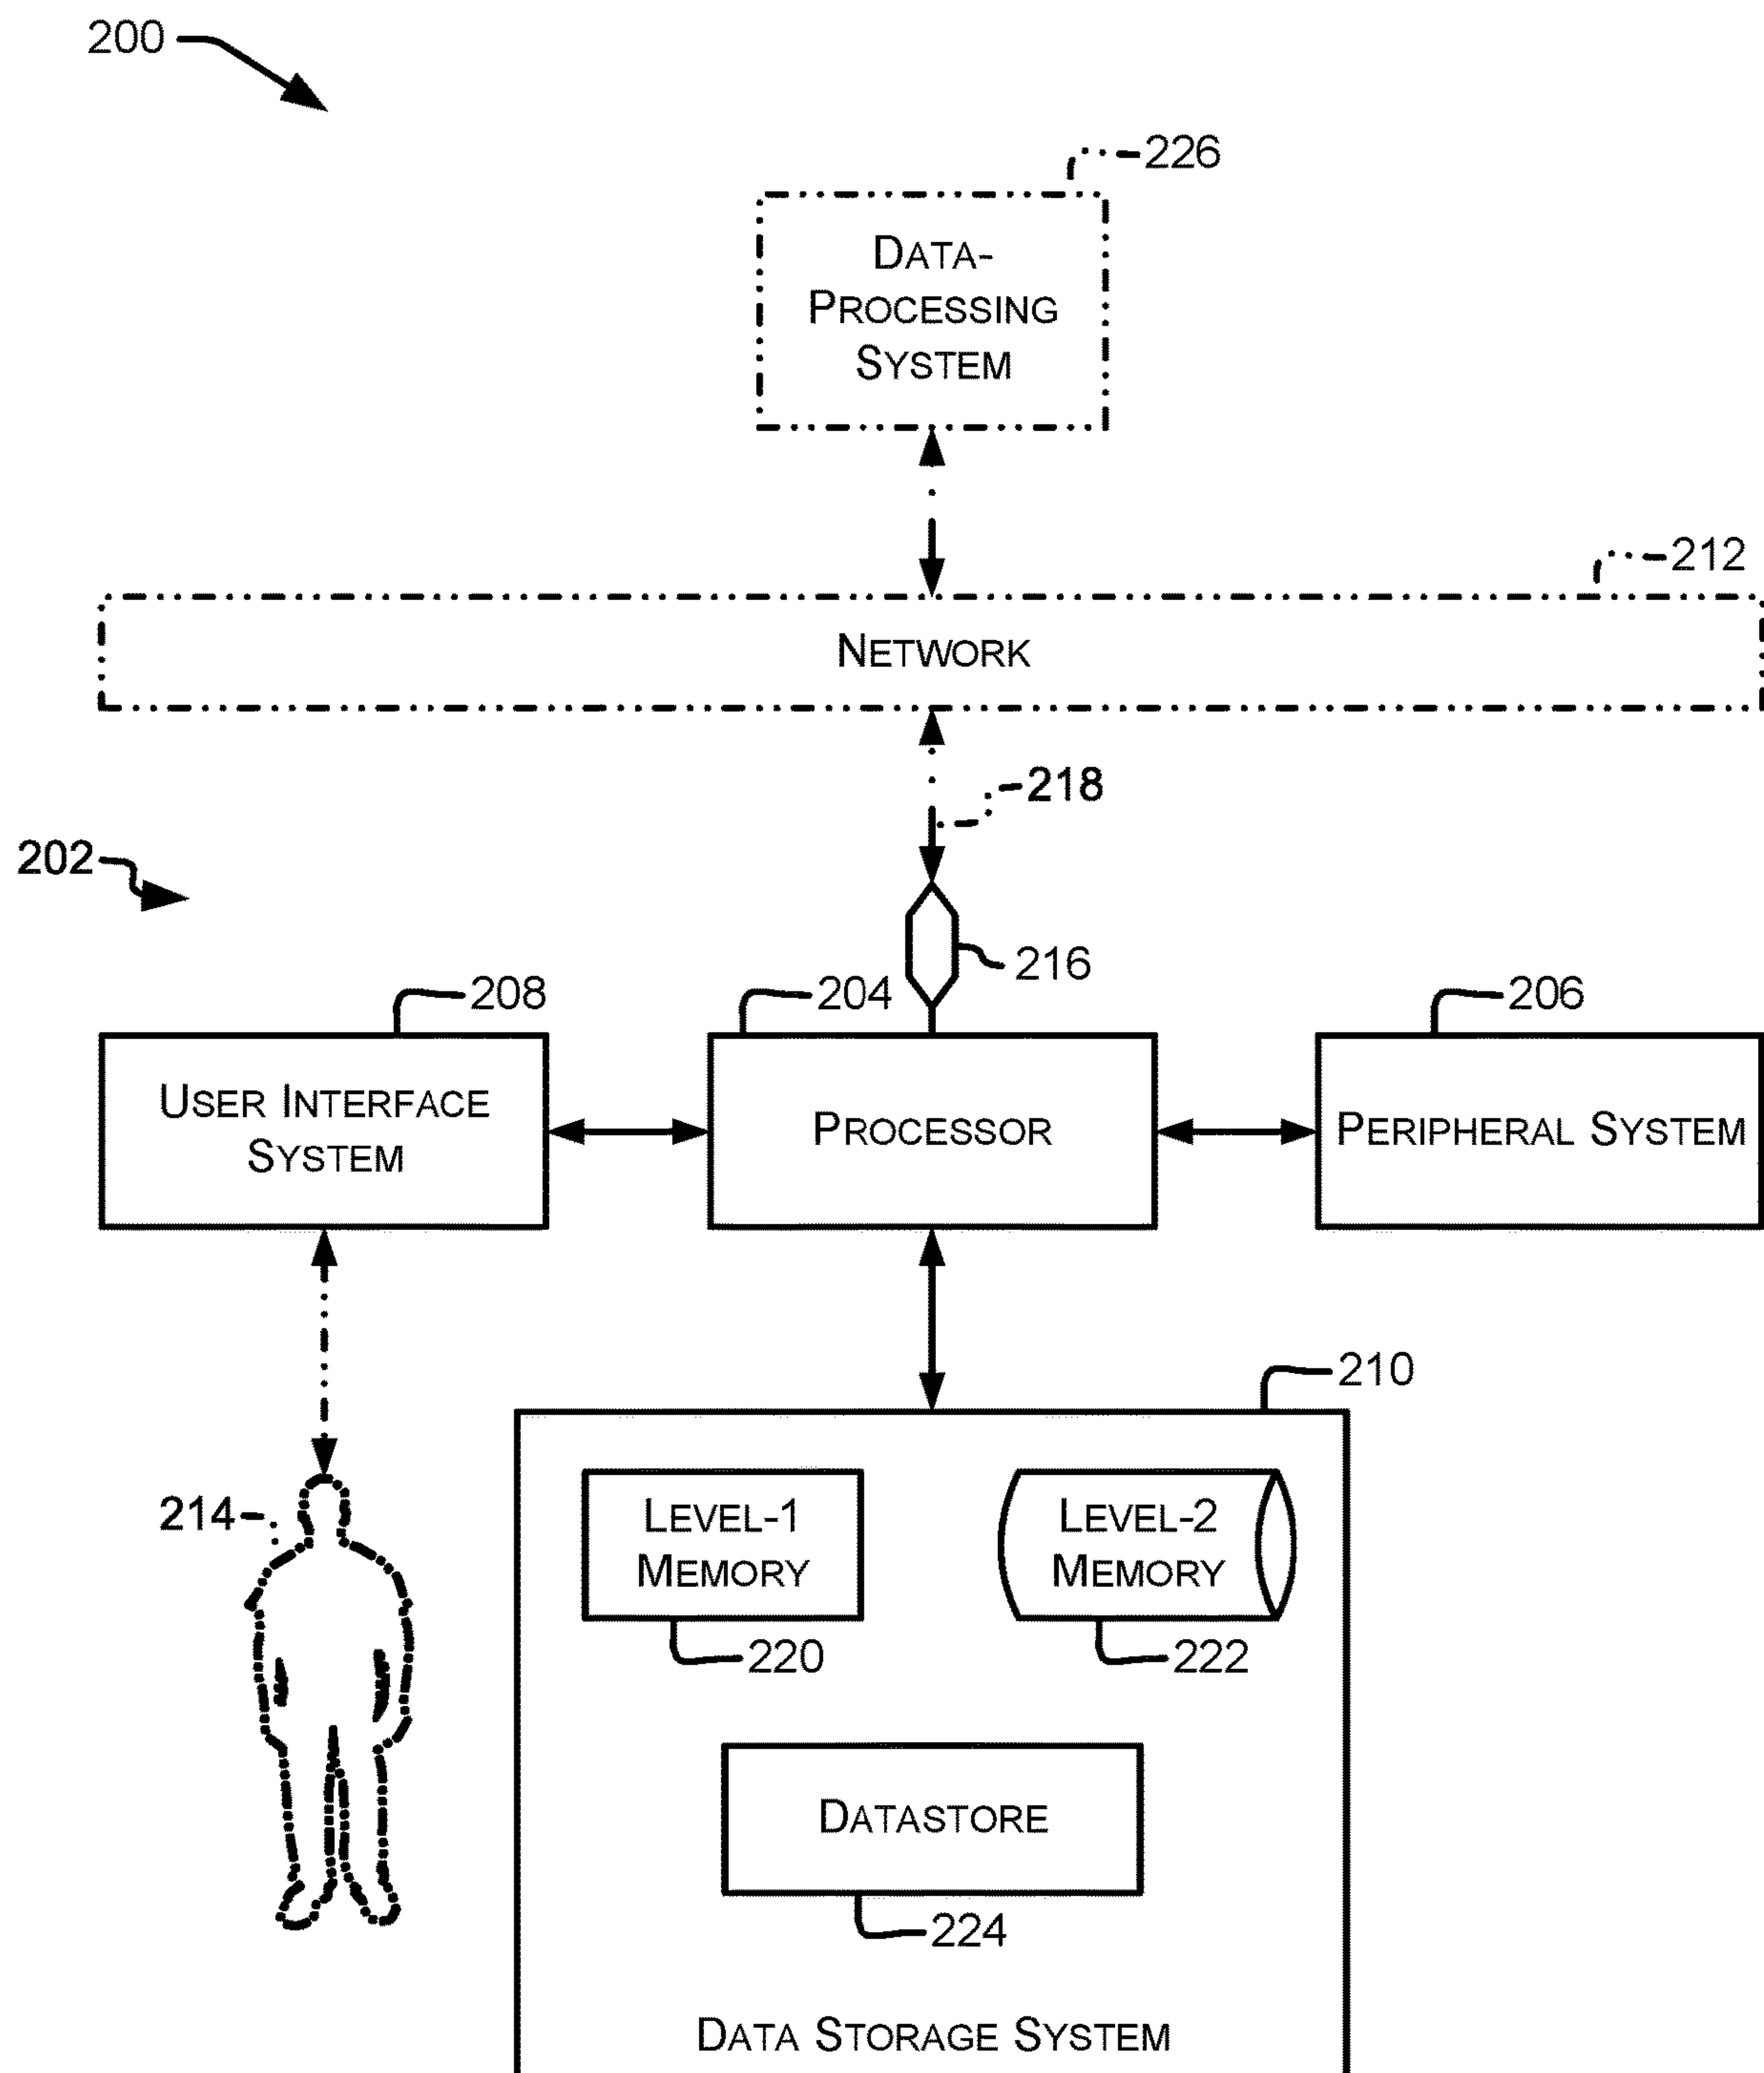 200
226
DATA-
PROCESSING
SYSTEM
212
NETWORK
218
202
216
208
204
206
USER INTERFACE
SYSTEM
PROCESSOR
PERIPHERAL SYSTEM
210
214
LEVEL-1
MEMORY
LEVEL-2
MEMORY
220
222
DATASTORE
224
DATA STORAGE SYSTEM